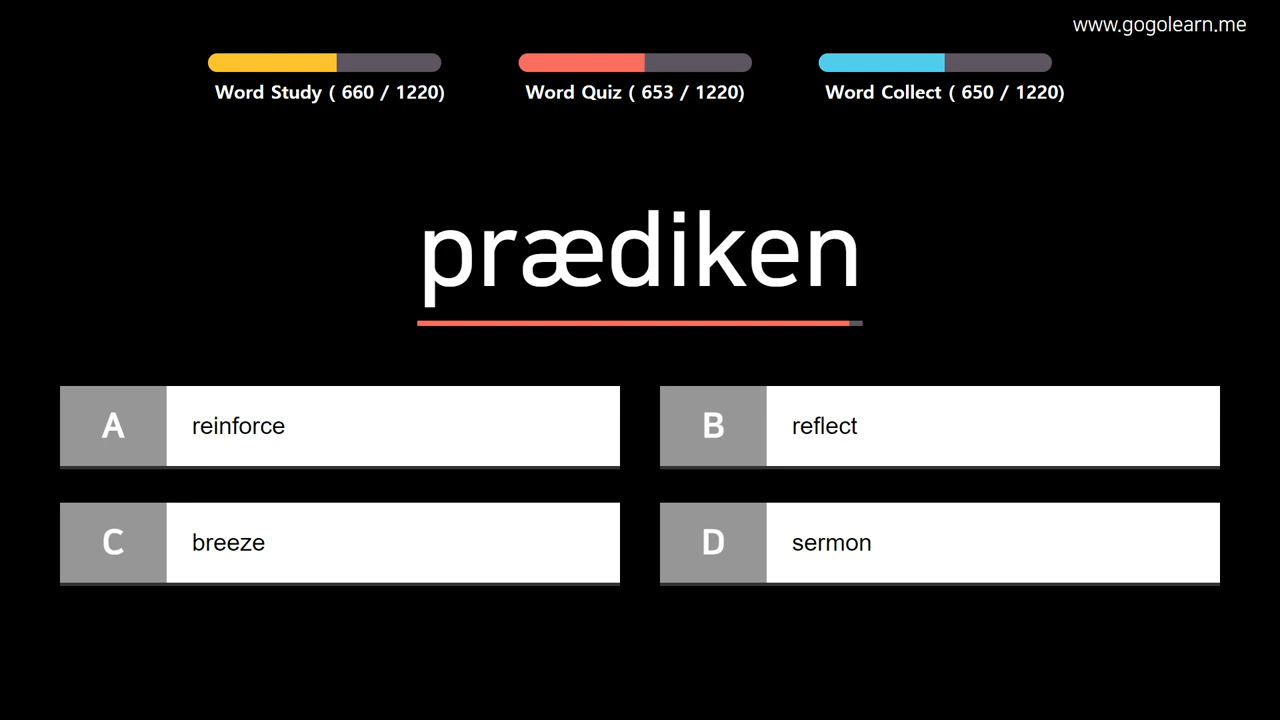 www.gogolearn.me
Word Study ( 660 / 1220)
Word Quiz ( 653 / 1220)
Word Collect ( 650 / 1220)
prædiken
A reinforce
B reflect
C breeze
D sermon